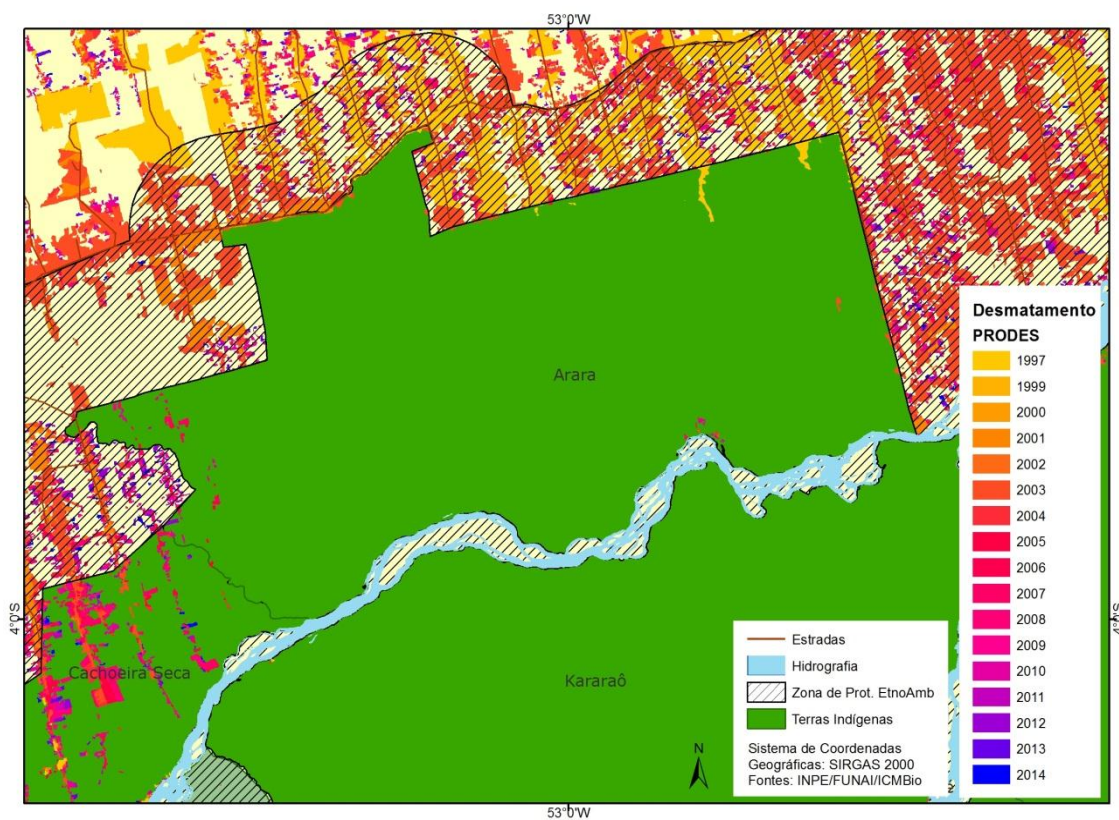 53°0'W
Arara
Desmatamento
PRODES
1997
1999
2000
2001
2002
2003
2004
2005
2006
2007
2008
2009
2010
2011
2012
2013
2014
4°0'S
4°0'S
Cachoeira Seca
Kararaô
Estradas
Hidrografia
Zona de Prot. EtnoAmb
Terras Indígenas
Sistema de Coordenadas
Geográficas: SIRGAS 2000
Fontes: INPE/FUNAI/ICMBio
N
53°0'W